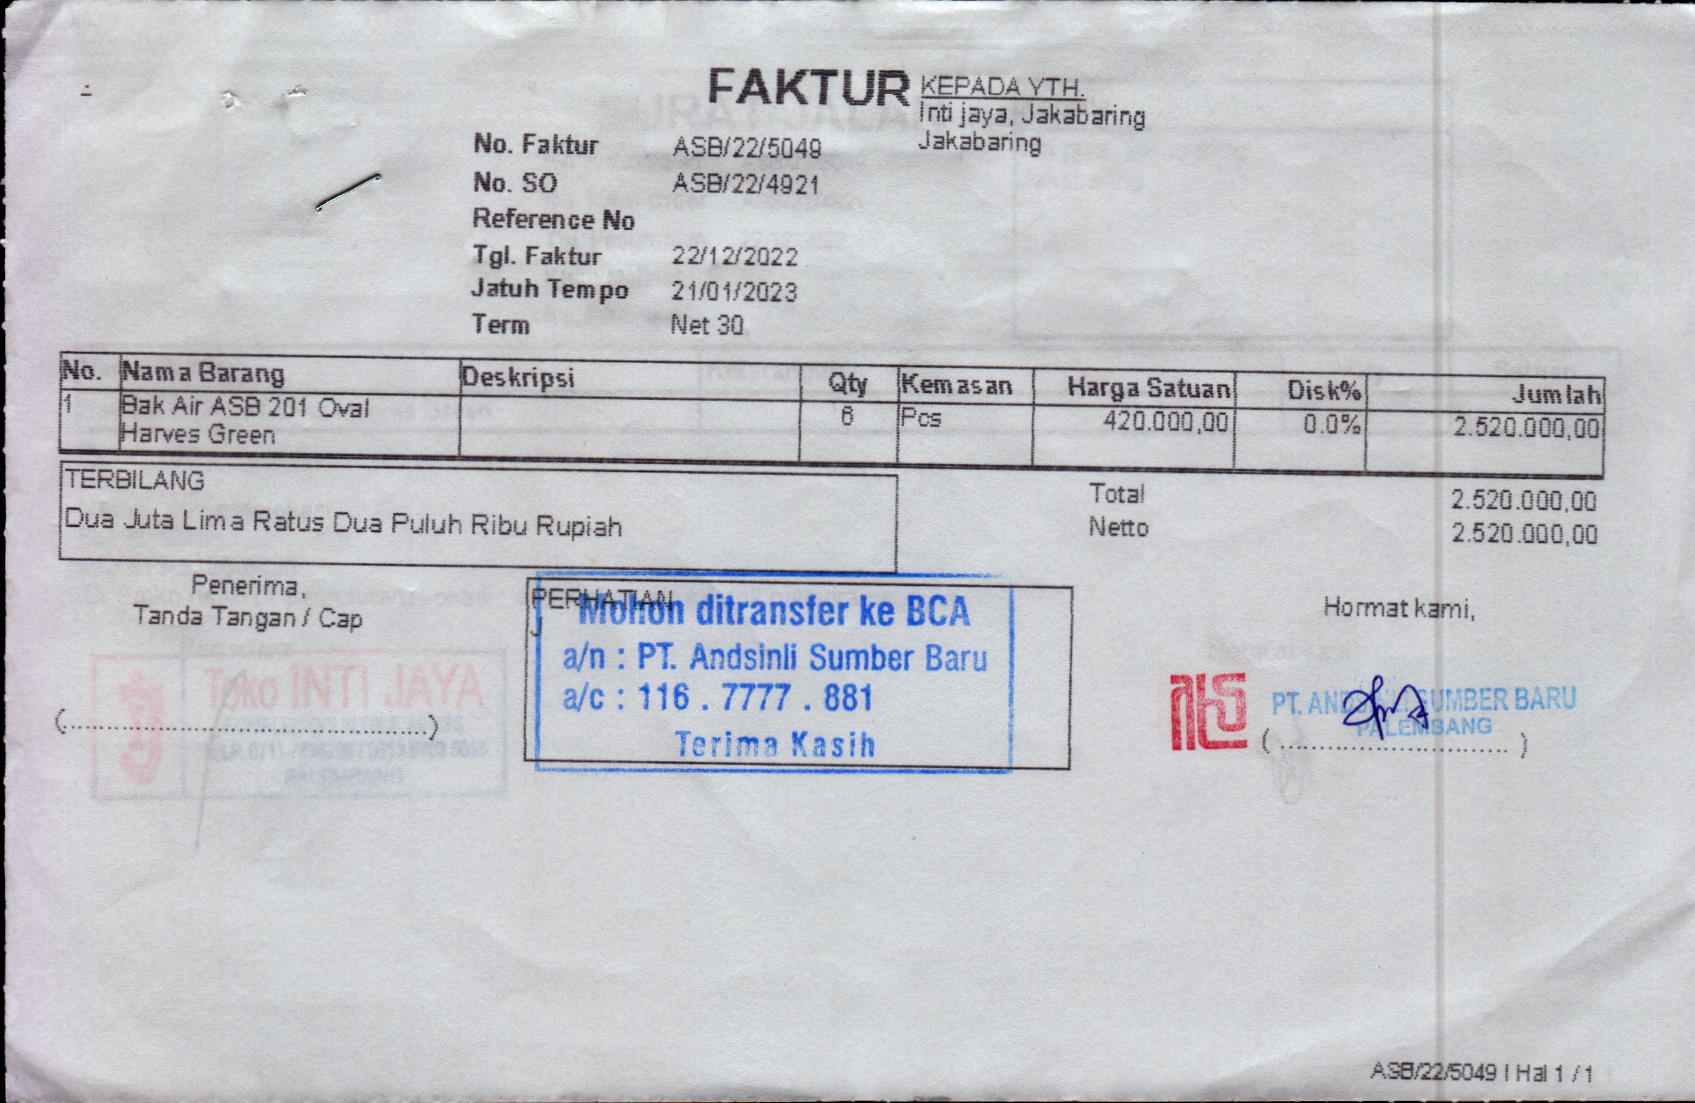 FAKTUR
KEPADA YTH.
Inti jaya, Jakabaring
Jakabaring
No. Faktur ASB/22/5049
No. SO ASB/22/4921
Reference No
Tgl. Faktur 22/12/2022
Jatuh Tempo 21/01/2023
Term Net 30
No. Nama Barang Deskripsi Qty Kemasan Harga Satuan Disk% Jumlah
1 Bak Air ASB 201 Oval 6 Pcs 420.000,00 0.0% 2.520.000,00
Harves Green
TERBILANG
Dua Juta Lima Ratus Dua Puluh Ribu Rupiah
Total 2.520.000,00
Netto 2.520.000,00
Penerima,
Tanda Tangan / Cap
Toko INTI JAYA
(..............................)
PERHATIAN
Mohon ditransfer ke BCA
a/n : PT. Andsinli Sumber Baru
a/c : 116 . 7777 . 881
Terima Kasih
Hormat kami,
PT. ANDSINLI SUMBER BARU
PALEMBANG
(..............................)
ASB/22/5049 | Hal 1 / 1